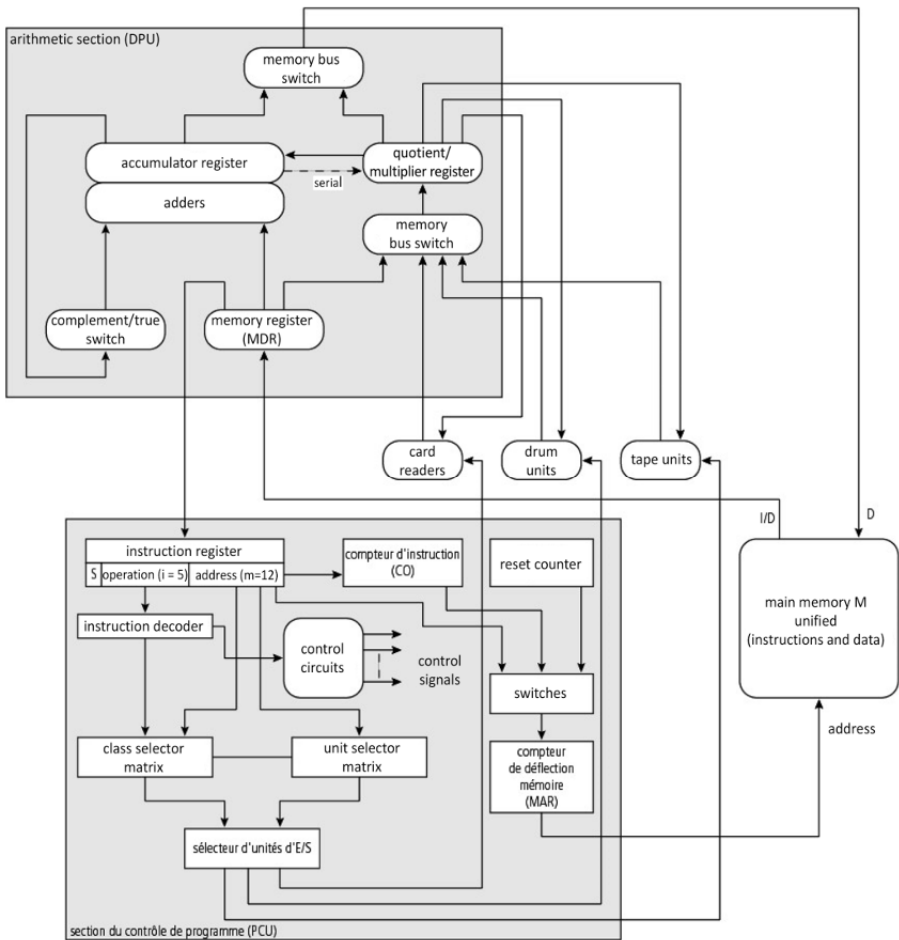 arithmetic section (DPU)
memory bus
switch
accumulator register
quotient/
multiplier register
serial
adders
memory
bus switch
complement/true
switch
memory register
(MDR)
card
readers
drum
units
tape units
I/D
D
instruction register
S operation (i = 5) address (m=12)
compteur d'instruction
(CO)
reset counter
main memory M
unified
(instructions and data)
instruction decoder
control
circuits
control
signals
switches
address
class selector
matrix
unit selector
matrix
compteur
de déflection
mémoire
(MAR)
sélecteur d'unités d'E/S
section du contrôle de programme (PCU)